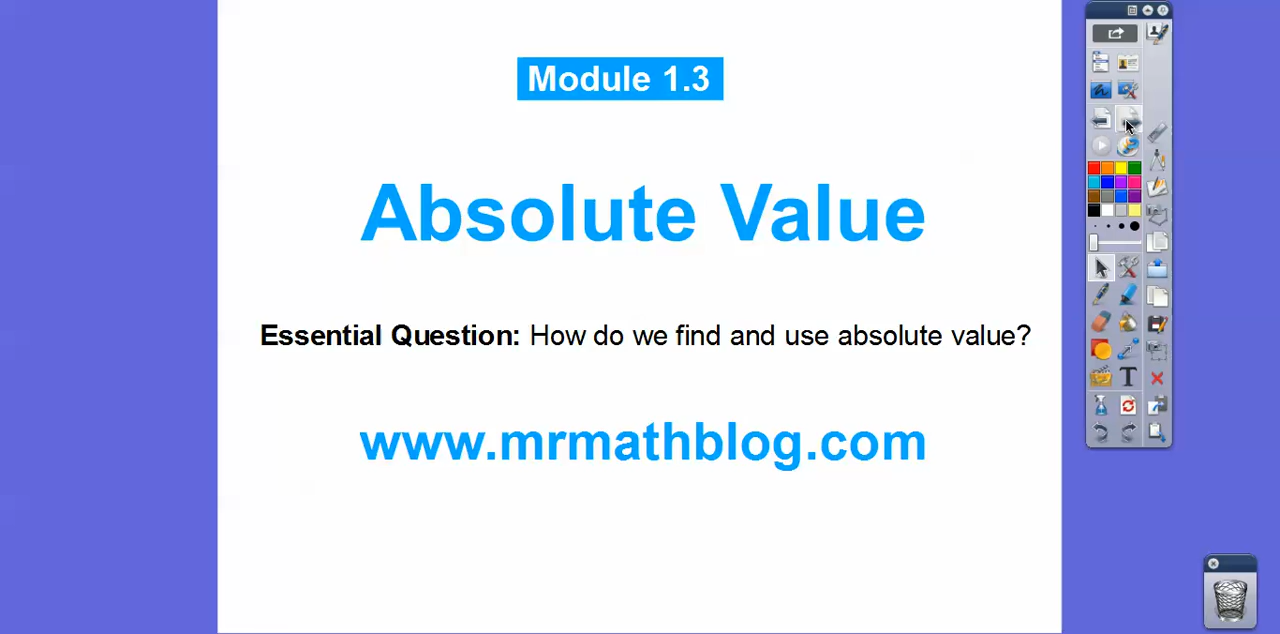 Module 1.3
Absolute Value
Essential Question: How do we find and use absolute value?
www.mrmathblog.com
T